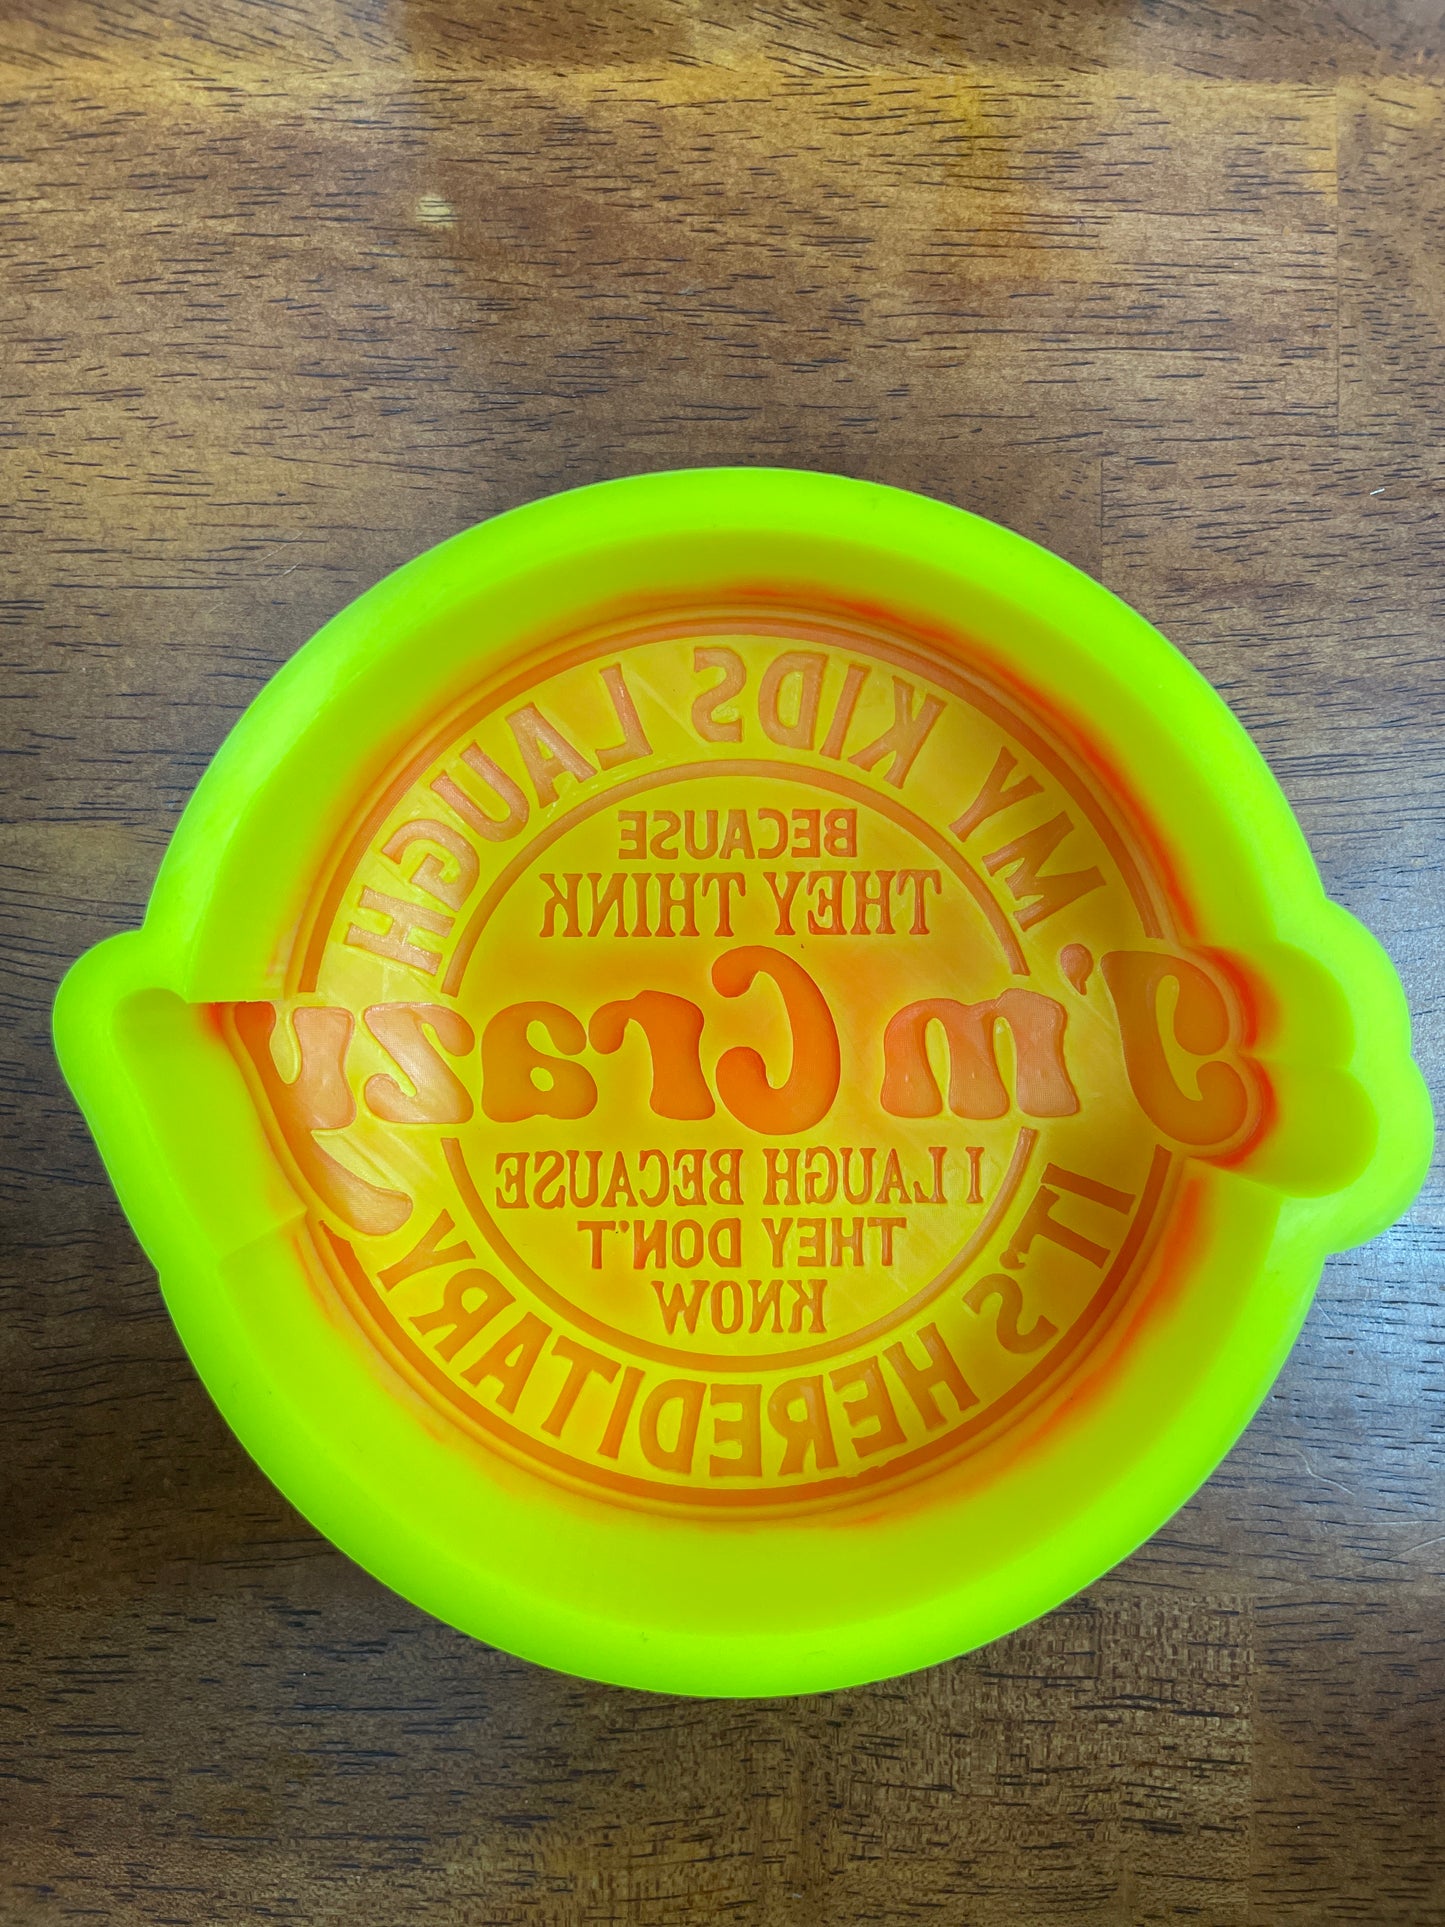 MY KIDS LAUGH
BECAUSE
THEY THINK
I'm Crazy
I LAUGH BECAUSE
THEY DON'T
KNOW
IT'S HEREDITARY